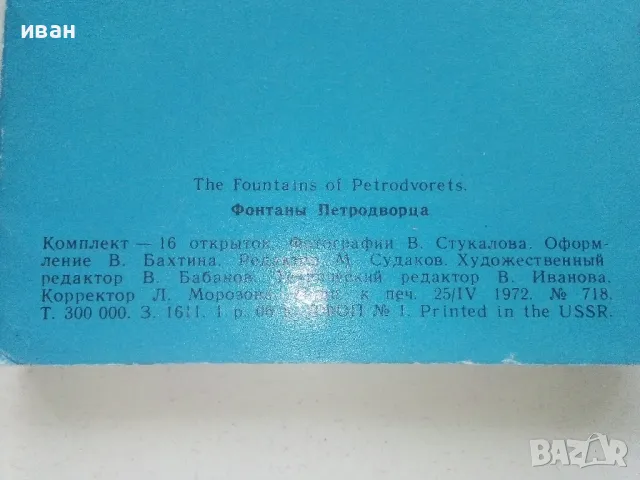 иван
The Fountains of Petrodvorets.
Фонтаны Петродворца
Комплект — 16 открыток. Фотографии В. Стукалова. Оформ-
ление В. Бахтина. Редактор М. Судаков. Художественный
редактор В. Бабанов. редактор В. Иванова.
Корректор Л. Морозова к печ. 25/IV 1972. № 718.
Т. 300 000. З. 1611. 1 р. 06 № 1. Printed in the USSR.
BAZAR